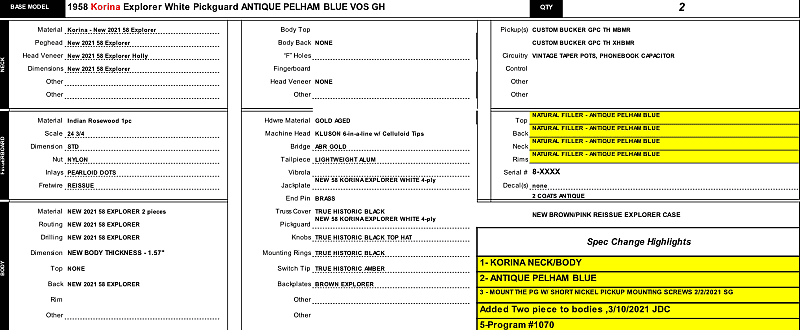 BASE MODEL 1958 Korina Explorer White Pickguard ANTIQUE PELHAM BLUE VOS GH QTY 2
NECK
Material Korina - New 2021 58 Explorer
Peghead New 2021 58 Explorer
Head Veneer New 2021 58 Explorer Holly
Dimensions New 2021 58 Explorer
Other
Other
Body Top
Body Back NONE
"F" Holes
Fingerboard
Head Veneer NONE
Other
Pickup(s) CUSTOM BUCKER GPC TH MBMR
CUSTOM BUCKER GPC TH XHBMR
Circuitry VINTAGE TAPER POTS, PHONEBOOK CAPACITOR
Control
Other
Other
Material Indian Rosewood 1pc
Scale 24 3/4
Dimension STD
Nut NYLON
Inlays PEARLOID DOTS
Fretwire REISSUE
Hdwre Material GOLD AGED
Machine Head KLUSON 6-in-a-line w/ Celluloid Tips
Bridge ABR GOLD
Tailpiece LIGHTWEIGHT ALUM
Vibrola
Jackplate NEW 58 KORINA EXPLORER WHITE 4-ply
End Pin BRASS
Truss Cover TRUE HISTORIC BLACK
Pickguard NEW 58 KORINA EXPLORER WHITE 4-ply
Knobs TRUE HISTORIC BLACK TOP HAT
Mounting Rings TRUE HISTORIC BLACK
Switch Tip TRUE HISTORIC AMBER
Backplates BROWN EXPLORER
Other
Other
Top NATURAL FILLER - ANTIQUE PELHAM BLUE
Back NATURAL FILLER - ANTIQUE PELHAM BLUE
Neck NATURAL FILLER - ANTIQUE PELHAM BLUE
Rims NATURAL FILLER - ANTIQUE PELHAM BLUE
Serial # 8-XXXX
Decal(s) none
2 COATS ANTIQUE
NEW BROWN/PINK REISSUE EXPLORER CASE
BODY
Material NEW 2021 58 EXPLORER 2 pieces
Routing NEW 2021 58 EXPLORER
Drilling NEW 2021 58 EXPLORER
Dimension NEW BODY THICKNESS - 1.57"
Top NONE
Back NEW 2021 58 EXPLORER
Rim
Other
Spec Change Highlights
1- KORINA NECK/BODY
2- ANTIQUE PELHAM BLUE
3 - MOUNT THE PG W/ SHORT NICKEL PICKUP MOUNTING SCREWS 2/2/2021 SG
Added Two piece to bodies ,3/10/2021 JDC
5-Program #1070